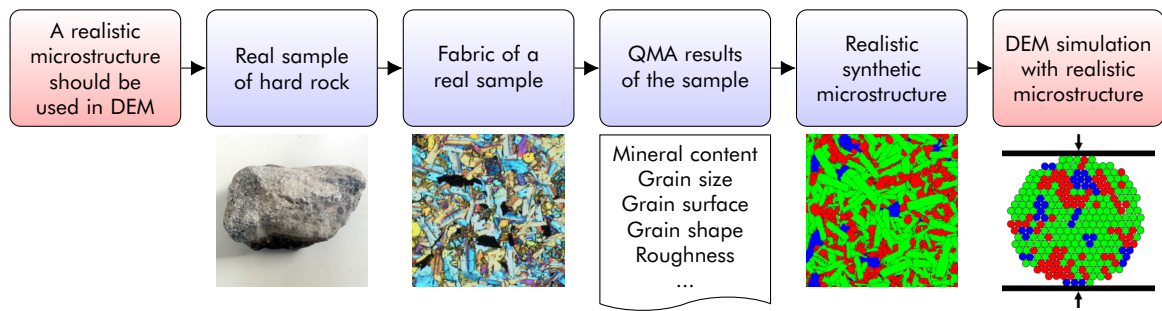 A realistic
microstructure
should be
used in DEM
Real sample
of hard rock
Fabric of a
real sample
QMA results
of the sample
Realistic
synthetic
microstructure
DEM simulation
with realistic
microstructure
Mineral content
Grain size
Grain surface
Grain shape
Roughness
...